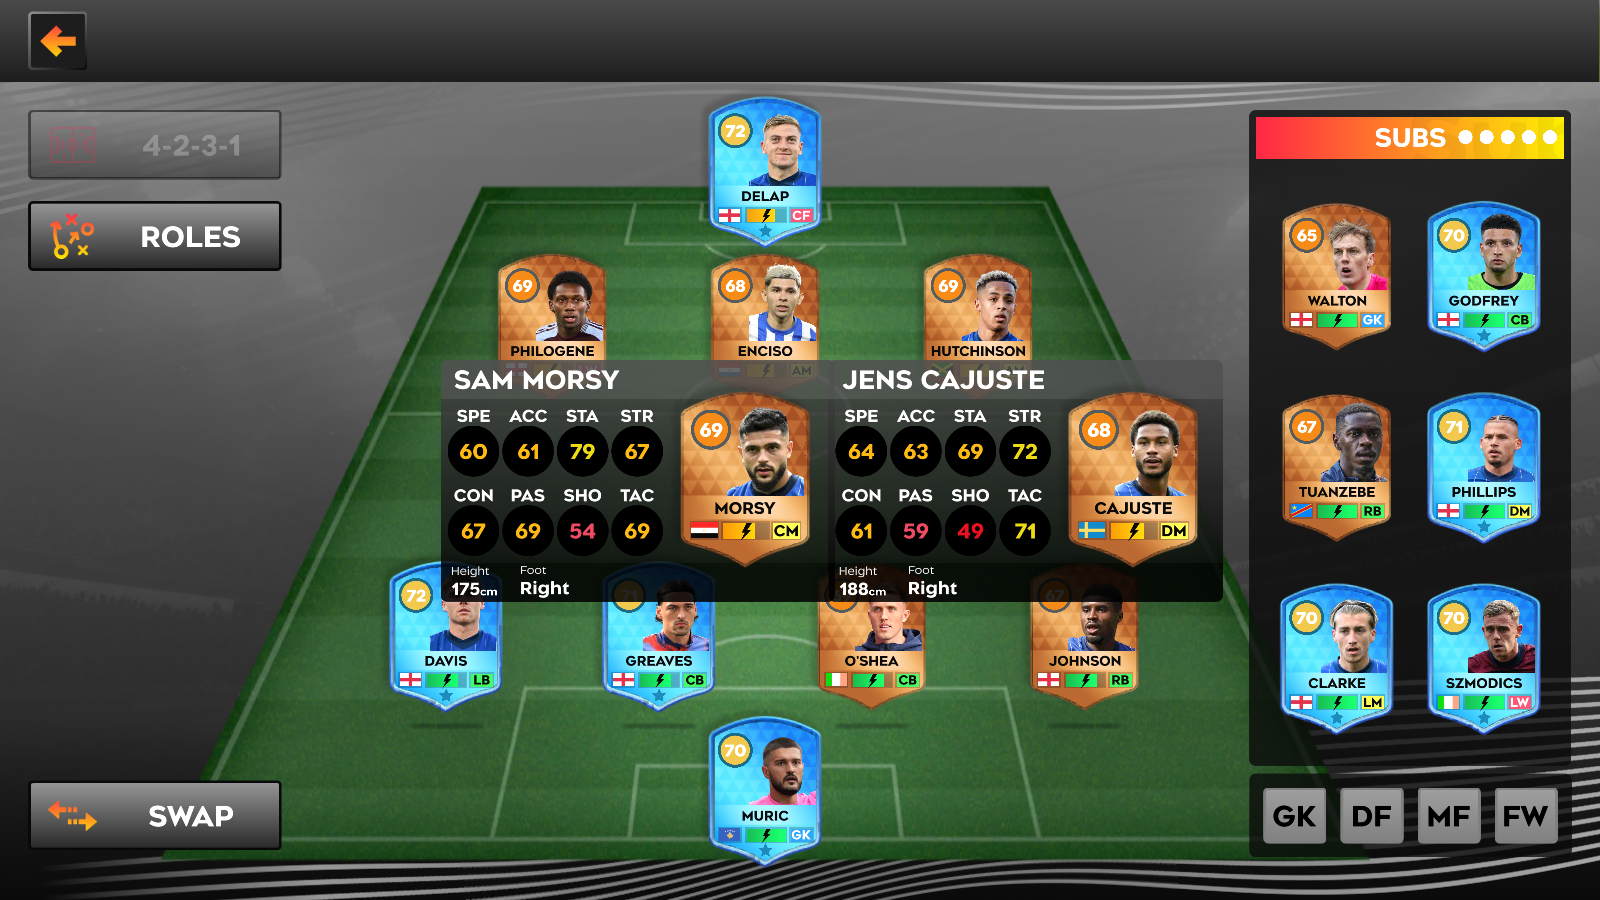 4-2-3-1
ROLES
72
DELAP
CF
69
PHILOGENE
68
ENCISO
AM
69
HUTCHINSON
SAM MORSY
SPE ACC STA STR
60 61 79 67
CON PAS SHO TAC
67 69 54 69
Height
175cm
Foot
Right
69
MORSY
CM
JENS CAJUSTE
SPE ACC STA STR
64 63 69 72
CON PAS SHO TAC
61 59 49 71
Height
188cm
Foot
Right
68
CAJUSTE
DM
72
DAVIS
LB
71
GREAVES
CB
O'SHEA
CB
67
JOHNSON
RB
70
MURIC
GK
SWAP
SUBS
65
WALTON
GK
70
GODFREY
CB
67
TUANZEBE
RB
71
PHILLIPS
DM
70
CLARKE
LM
70
SZMODICS
LW
GK DF MF FW